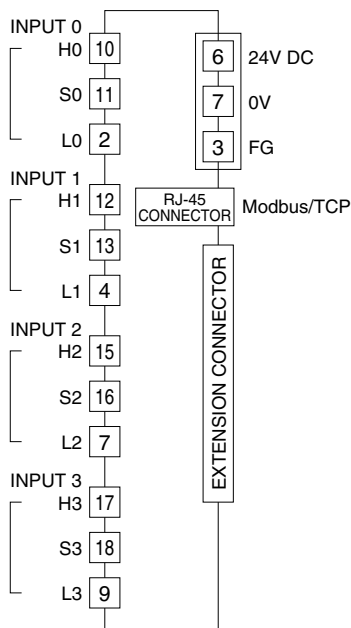 INPUT 0
H0 10
S0 11
L0 2
INPUT 1
H1 12
S1 13
L1 4
INPUT 2
H2 15
S2 16
L2 7
INPUT 3
H3 17
S3 18
L3 9
6 24V DC
7 0V
3 FG
RJ-45
CONNECTOR
Modbus/TCP
EXTENSION CONNECTOR